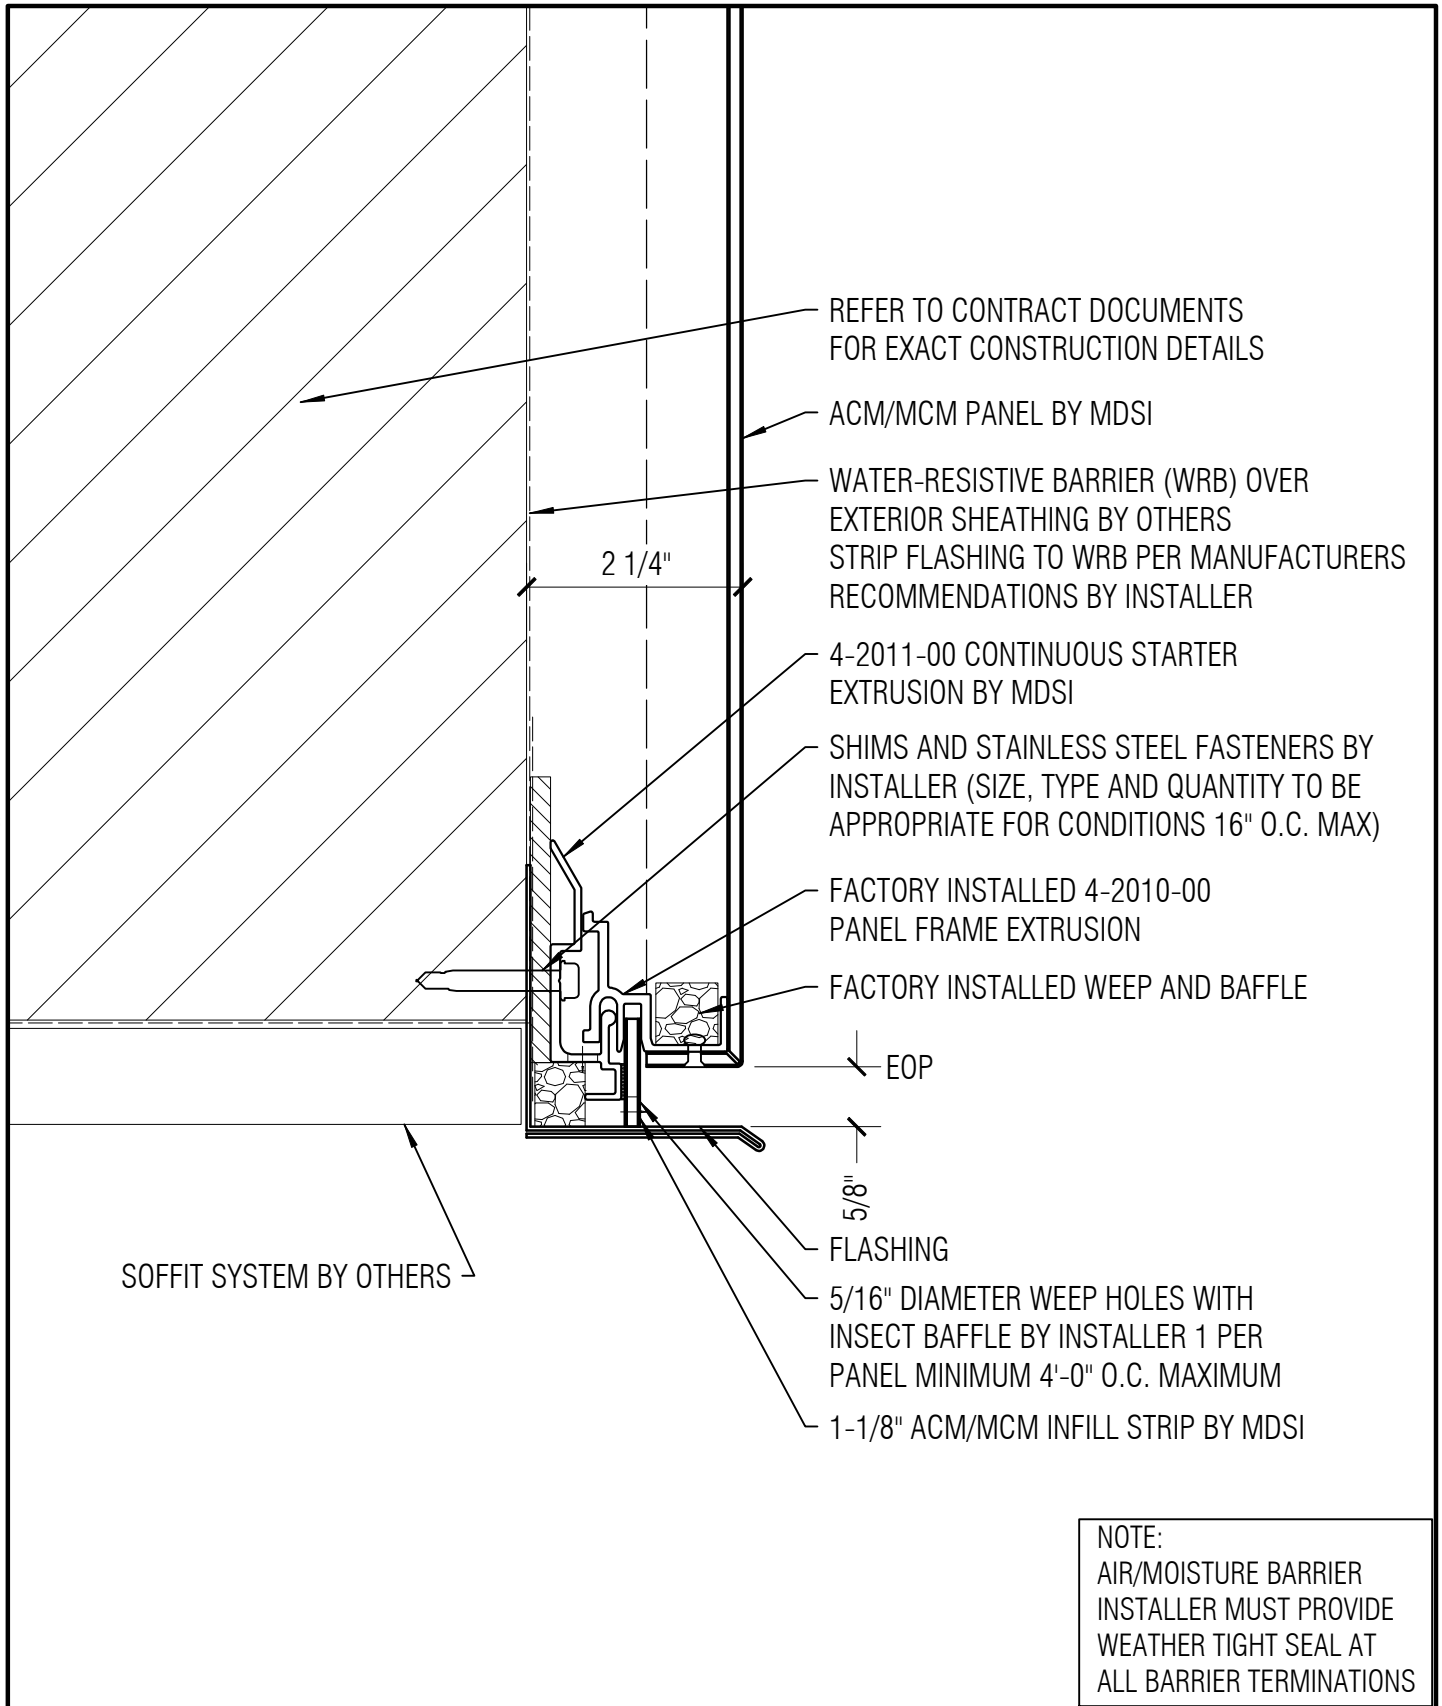 REFER TO CONTRACT DOCUMENTS
FOR EXACT CONSTRUCTION DETAILS
ACM/MCM PANEL BY MDSI
WATER-RESISTIVE BARRIER (WRB) OVER
EXTERIOR SHEATHING BY OTHERS
STRIP FLASHING TO WRB PER MANUFACTURERS
RECOMMENDATIONS BY INSTALLER
2 1/4"
4-2011-00 CONTINUOUS STARTER
EXTRUSION BY MDSI
SHIMS AND STAINLESS STEEL FASTENERS BY
INSTALLER (SIZE, TYPE AND QUANTITY TO BE
APPROPRIATE FOR CONDITIONS 16" O.C. MAX)
FACTORY INSTALLED 4-2010-00
PANEL FRAME EXTRUSION
FACTORY INSTALLED WEEP AND BAFFLE
EOP
5/8"
FLASHING
SOFFIT SYSTEM BY OTHERS
5/16" DIAMETER WEEP HOLES WITH
INSECT BAFFLE BY INSTALLER 1 PER
PANEL MINIMUM 4'-0" O.C. MAXIMUM
1-1/8" ACM/MCM INFILL STRIP BY MDSI
NOTE:
AIR/MOISTURE BARRIER
INSTALLER MUST PROVIDE
WEATHER TIGHT SEAL AT
ALL BARRIER TERMINATIONS